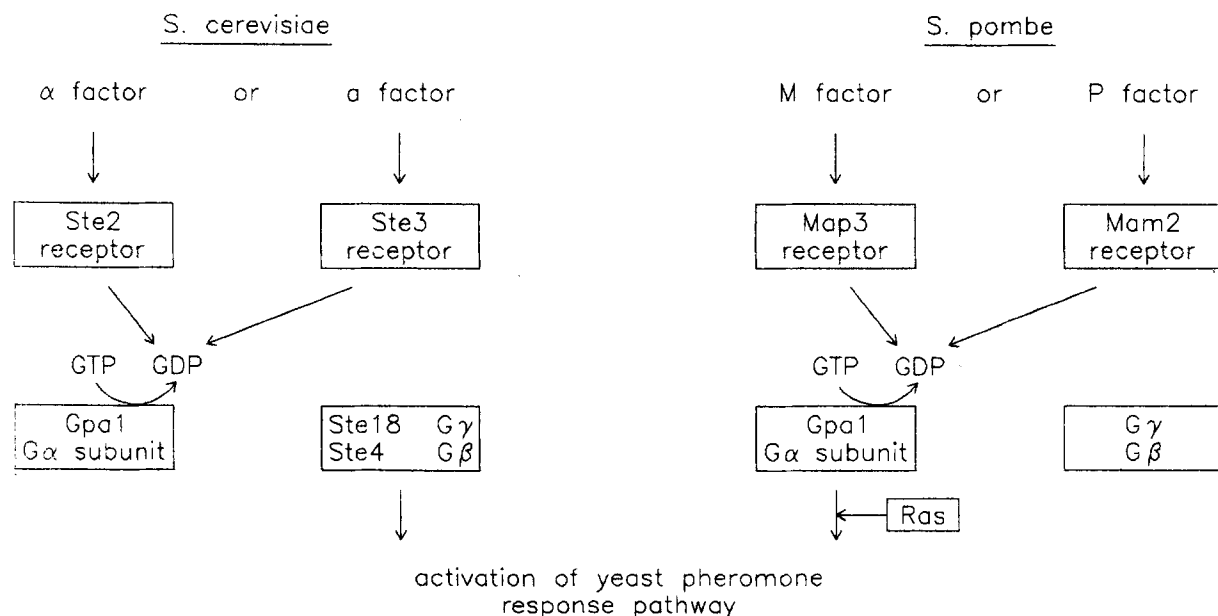 S. cerevisiae
S. pombe
α factor or a factor
M factor or P factor
Ste2
receptor
Ste3
receptor
Map3
receptor
Mam2
receptor
GTP GDP
GTP GDP
Gpa1
Gα subunit
Ste18 Gγ
Ste4 Gβ
Gpa1
Gα subunit
Gγ
Gβ
Ras
activation of yeast pheromone
response pathway